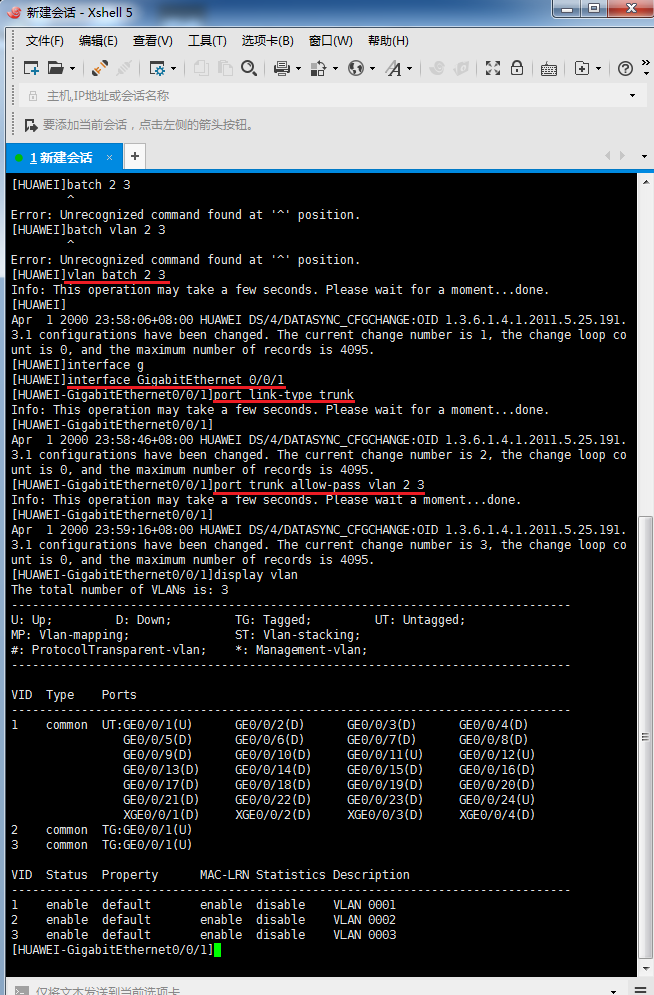 新建会话 - Xshell 5
文件(F) 编辑(E) 查看(V) 工具(T) 选项卡(B) 窗口(W) 帮助(H)
主机,IP地址或会话名称
要添加当前会话，点击左侧的箭头按钮。
1 新建会话 × +
[HUAWEI]batch 2 3
^
Error: Unrecognized command found at '^' position.
[HUAWEI]batch vlan 2 3
^
Error: Unrecognized command found at '^' position.
[HUAWEI]vlan batch 2 3
Info: This operation may take a few seconds. Please wait for a moment...done.
[HUAWEI]
Apr  1 2000 23:58:06+08:00 HUAWEI DS/4/DATASYNC_CFGCHANGE:OID 1.3.6.1.4.1.2011.5.25.191.
3.1 configurations have been changed. The current change number is 1, the change loop co
unt is 0, and the maximum number of records is 4095.
[HUAWEI]interface g
[HUAWEI]interface GigabitEthernet 0/0/1
[HUAWEI-GigabitEthernet0/0/1]port link-type trunk
Info: This operation may take a few seconds. Please wait for a moment...done.
[HUAWEI-GigabitEthernet0/0/1]
Apr  1 2000 23:58:46+08:00 HUAWEI DS/4/DATASYNC_CFGCHANGE:OID 1.3.6.1.4.1.2011.5.25.191.
3.1 configurations have been changed. The current change number is 2, the change loop co
unt is 0, and the maximum number of records is 4095.
[HUAWEI-GigabitEthernet0/0/1]port trunk allow-pass vlan 2 3
Info: This operation may take a few seconds. Please wait a moment...done.
[HUAWEI-GigabitEthernet0/0/1]
Apr  1 2000 23:59:16+08:00 HUAWEI DS/4/DATASYNC_CFGCHANGE:OID 1.3.6.1.4.1.2011.5.25.191.
3.1 configurations have been changed. The current change number is 3, the change loop co
unt is 0, and the maximum number of records is 4095.
[HUAWEI-GigabitEthernet0/0/1]display vlan
The total number of VLANs is: 3
--------------------------------------------------------------------------------
U: Up;         D: Down;         TG: Tagged;         UT: Untagged;
MP: Vlan-mapping;               ST: Vlan-stacking;
#: ProtocolTransparent-vlan;    *: Management-vlan;
--------------------------------------------------------------------------------
VID  Type    Ports
--------------------------------------------------------------------------------
1    common  UT:GE0/0/1(U)      GE0/0/2(D)      GE0/0/3(D)      GE0/0/4(D)
GE0/0/5(D)      GE0/0/6(D)      GE0/0/7(D)      GE0/0/8(D)
GE0/0/9(D)      GE0/0/10(D)     GE0/0/11(U)     GE0/0/12(U)
GE0/0/13(D)     GE0/0/14(D)     GE0/0/15(D)     GE0/0/16(D)
GE0/0/17(D)     GE0/0/18(D)     GE0/0/19(D)     GE0/0/20(D)
GE0/0/21(D)     GE0/0/22(D)     GE0/0/23(D)     GE0/0/24(U)
XGE0/0/1(D)     XGE0/0/2(D)     XGE0/0/3(D)     XGE0/0/4(D)
2    common  TG:GE0/0/1(U)
3    common  TG:GE0/0/1(U)
VID  Status  Property      MAC-LRN Statistics Description
--------------------------------------------------------------------------------
1    enable  default       enable  disable    VLAN 0001
2    enable  default       enable  disable    VLAN 0002
3    enable  default       enable  disable    VLAN 0003
[HUAWEI-GigabitEthernet0/0/1]
仅将文本发送到当前选项卡